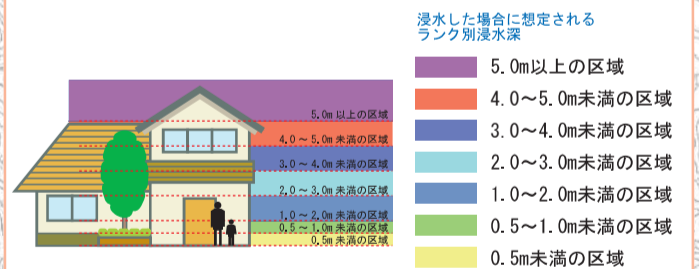 浸水した場合に想定される
ランク別浸水深
5.0m以上の区域
4.0～5.0m未満の区域
3.0～4.0m未満の区域
2.0～3.0m未満の区域
1.0～2.0m未満の区域
0.5～1.0m未満の区域
0.5m未満の区域
5.0m 以上の区域
4.0 ～ 5.0m 未満の区域
3.0 ～ 4.0m 未満の区域
2.0 ～ 3.0m 未満の区域
1.0 ～ 2.0m 未満の区域
0.5 ～ 1.0m 未満の区域
0.5m 未満の区域